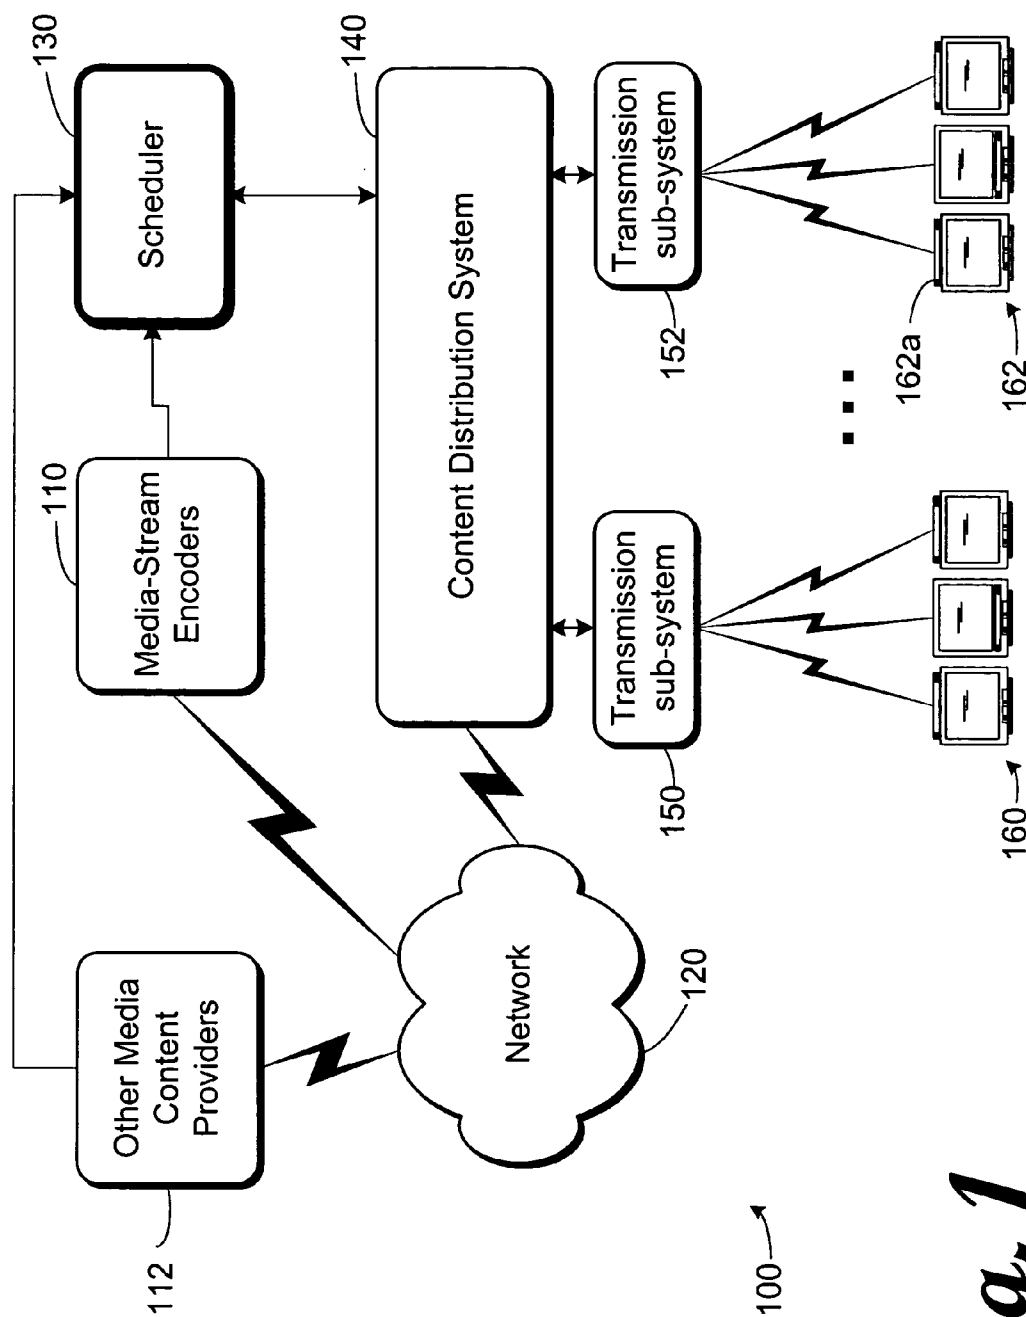 112
Other Media
Content
Providers
110
Media-Stream
Encoders
130
Scheduler
Network
120
140
Content Distribution System
150
Transmission
sub-system
152
Transmission
sub-system
...
160
162a
162
100
g. 1